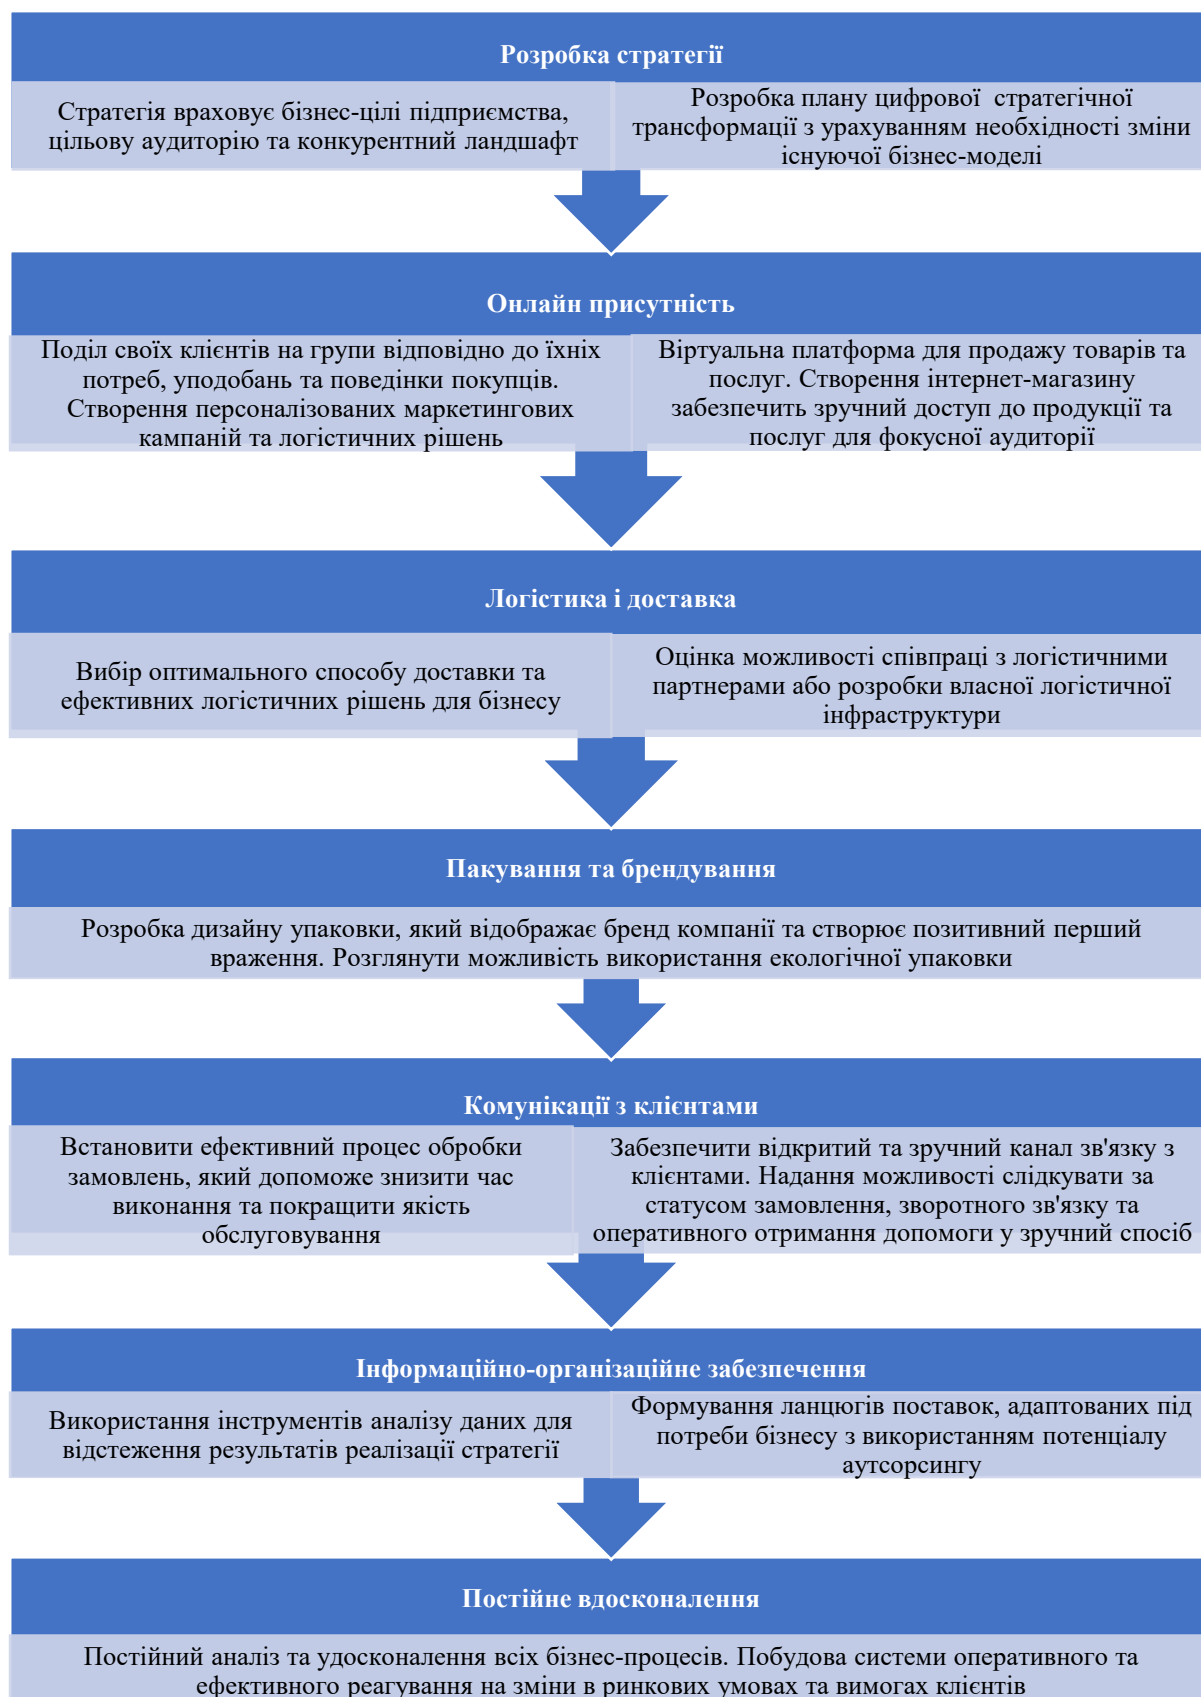 Розробка стратегії
Стратегія враховує бізнес-цілі підприємства,
цільову аудиторію та конкурентний ландшафт
Розробка плану цифрової стратегічної
трансформації з урахуванням необхідності зміни
існуючої бізнес-моделі
Онлайн присутність
Поділ своїх клієнтів на групи відповідно до їхніх
потреб, уподобань та поведінки покупців.
Створення персоналізованих маркетингових
кампаній та логістичних рішень
Віртуальна платформа для продажу товарів та
послуг. Створення інтернет-магазину
забезпечить зручний доступ до продукції та
послуг для фокусної аудиторії
Логістика і доставка
Вибір оптимального способу доставки та
ефективних логістичних рішень для бізнесу
Оцінка можливості співпраці з логістичними
партнерами або розробки власної логістичної
інфраструктури
Пакування та брендування
Розробка дизайну упаковки, який відображає бренд компанії та створює позитивний перший
враження. Розглянути можливість використання екологічної упаковки
Комунікації з клієнтами
Встановити ефективний процес обробки
замовлень, який допоможе знизити час
виконання та покращити якість
обслуговування
Забезпечити відкритий та зручний канал зв'язку з
клієнтами. Надання можливості слідкувати за
статусом замовлення, зворотного зв'язку та
оперативного отримання допомоги у зручний спосіб
Інформаційно-організаційне забезпечення
Використання інструментів аналізу даних для
відстеження результатів реалізації стратегії
Формування ланцюгів поставок, адаптованих під
потреби бізнесу з використанням потенціалу
аутсорсингу
Постійне вдосконалення
Постійний аналіз та удосконалення всіх бізнес-процесів. Побудова системи оперативного та
ефективного реагування на зміни в ринкових умовах та вимогах клієнтів